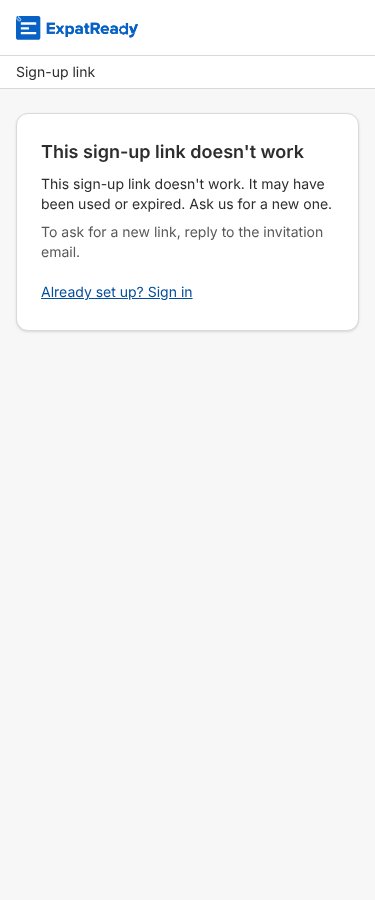 ExpatReady
Sign-up link
This sign-up link doesn't work
This sign-up link doesn't work. It may have
been used or expired. Ask us for a new one.
To ask for a new link, reply to the invitation
email.
Already set up? Sign in